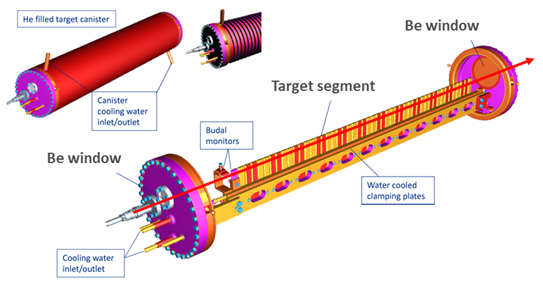 He filled target canister
Be window
Canister
cooling water
inlet/outlet
Target segment
Budal
monitors
Be window
Water cooled
clamping plates
Cooling water
inlet/outlet